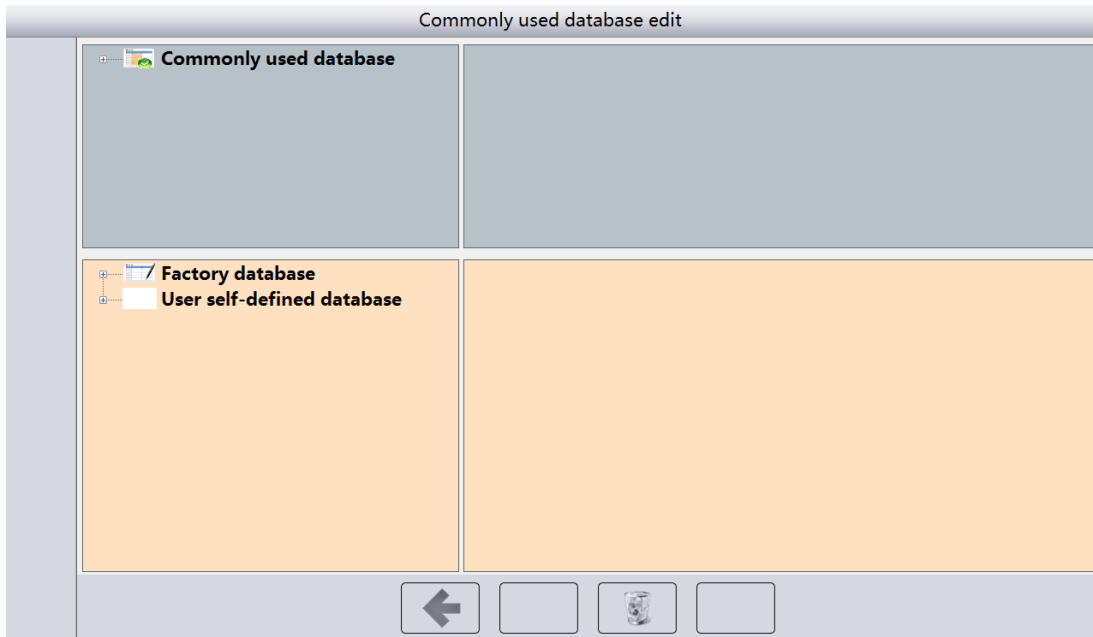 Commonly used database edit
Commonly used database
Factory database
User self-defined database